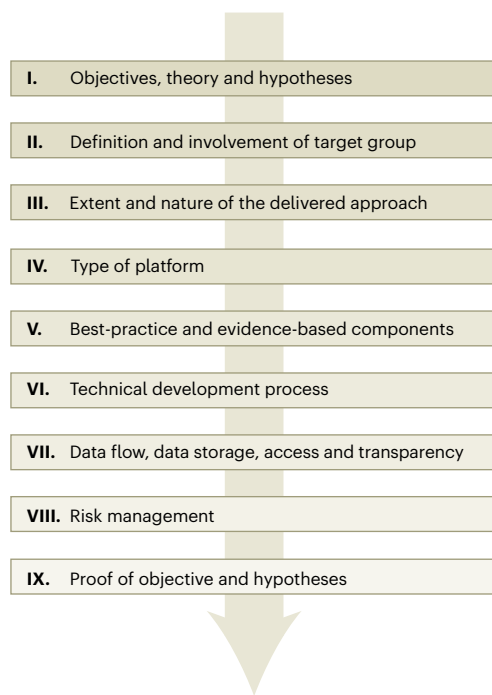 I. Objectives, theory and hypotheses
II. Definition and involvement of target group
III. Extent and nature of the delivered approach
IV. Type of platform
V. Best-practice and evidence-based components
VI. Technical development process
VII. Data flow, data storage, access and transparency
VIII. Risk management
IX. Proof of objective and hypotheses